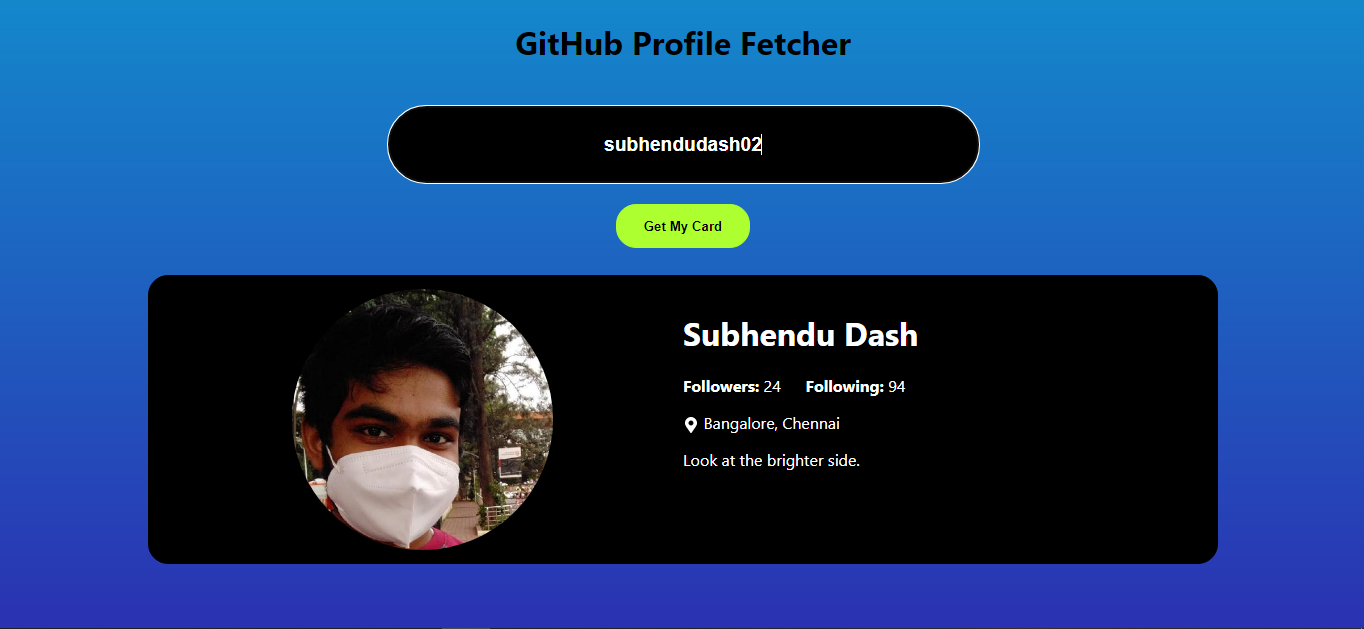 GitHub Profile Fetcher
subhendudash02
Get My Card
Subhendu Dash
Followers: 24 Following: 94
Bangalore, Chennai
Look at the brighter side.